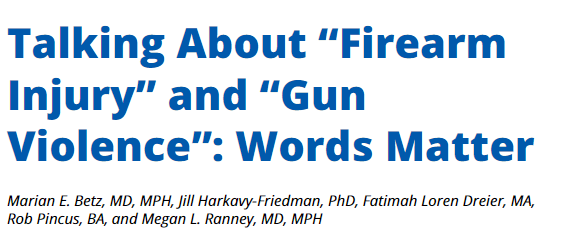 Talking About “Firearm
Injury” and “Gun
Violence”: Words Matter
Marian E. Betz, MD, MPH, Jill Harkavy-Friedman, PhD, Fatimah Loren Dreier, MA,
Rob Pincus, BA, and Megan L. Ranney, MD, MPH